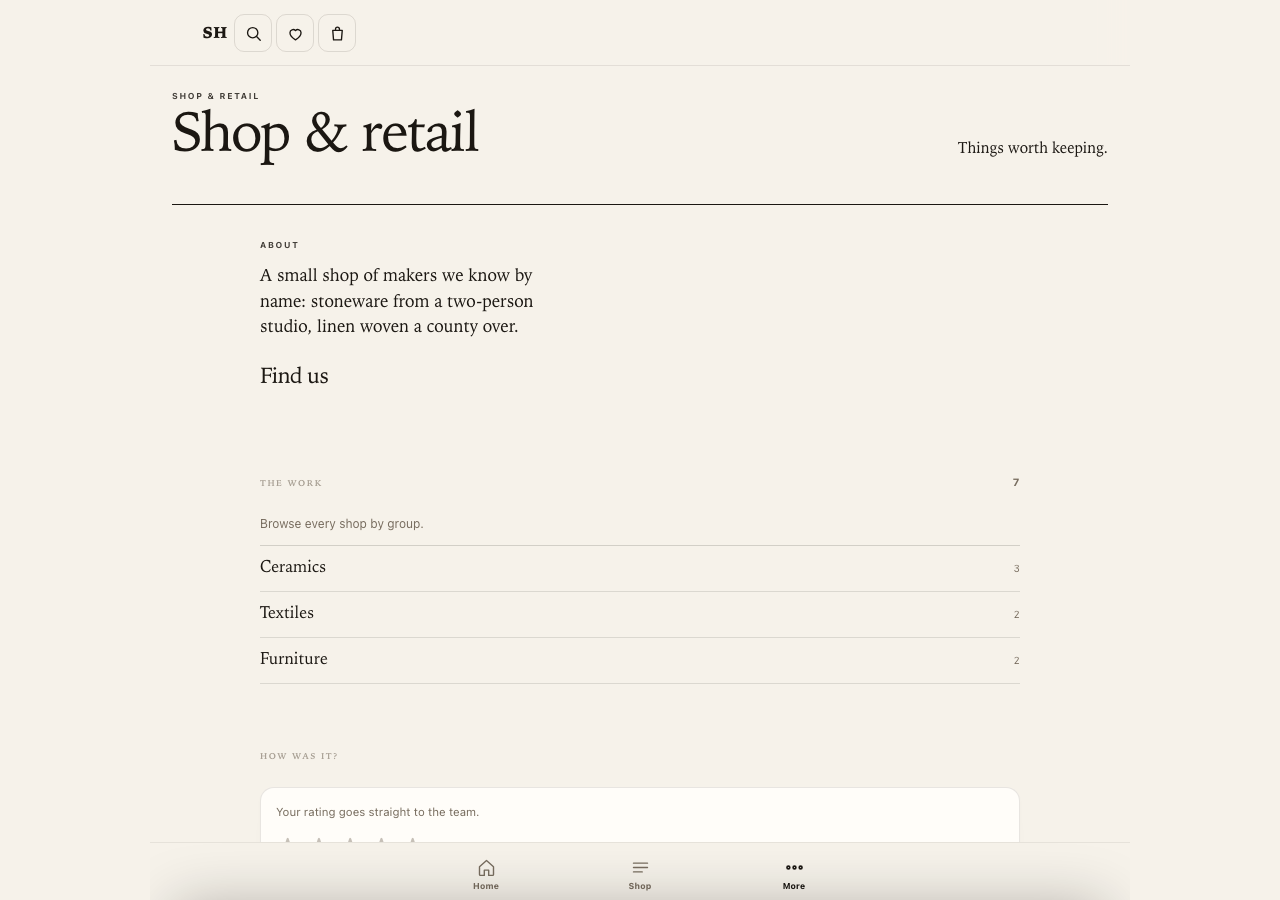 SH
SHOP & RETAIL
Shop & retail
Things worth keeping.
ABOUT
A small shop of makers we know by
name: stoneware from a two-person
studio, linen woven a county over.
Find us
THE WORK
7
Browse every shop by group.
Ceramics
3
Textiles
2
Furniture
2
HOW WAS IT?
Your rating goes straight to the team.
Home
Shop
More